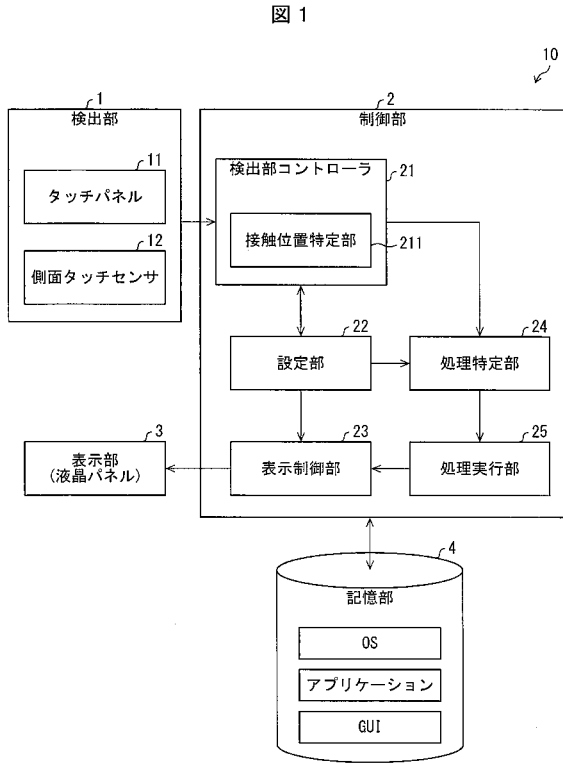 図1
10
1
検出部
11
タッチパネル
12
側面タッチセンサ
2
制御部
検出部コントローラ
21
接触位置特定部
211
22
設定部
24
処理特定部
3
表示部
(液晶パネル)
23
表示制御部
25
処理実行部
4
記憶部
OS
アプリケーション
GUI